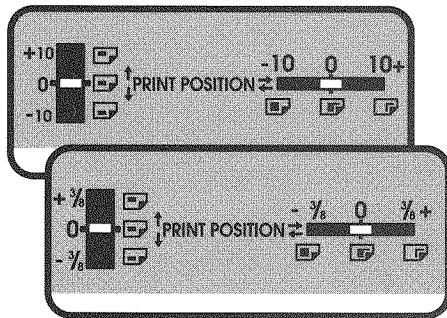 +10
0
-10
PRINT POSITION
-10 0 10+
+ 3/8
0
- 3/8
PRINT POSITION
- 3/8 0 3/8 +